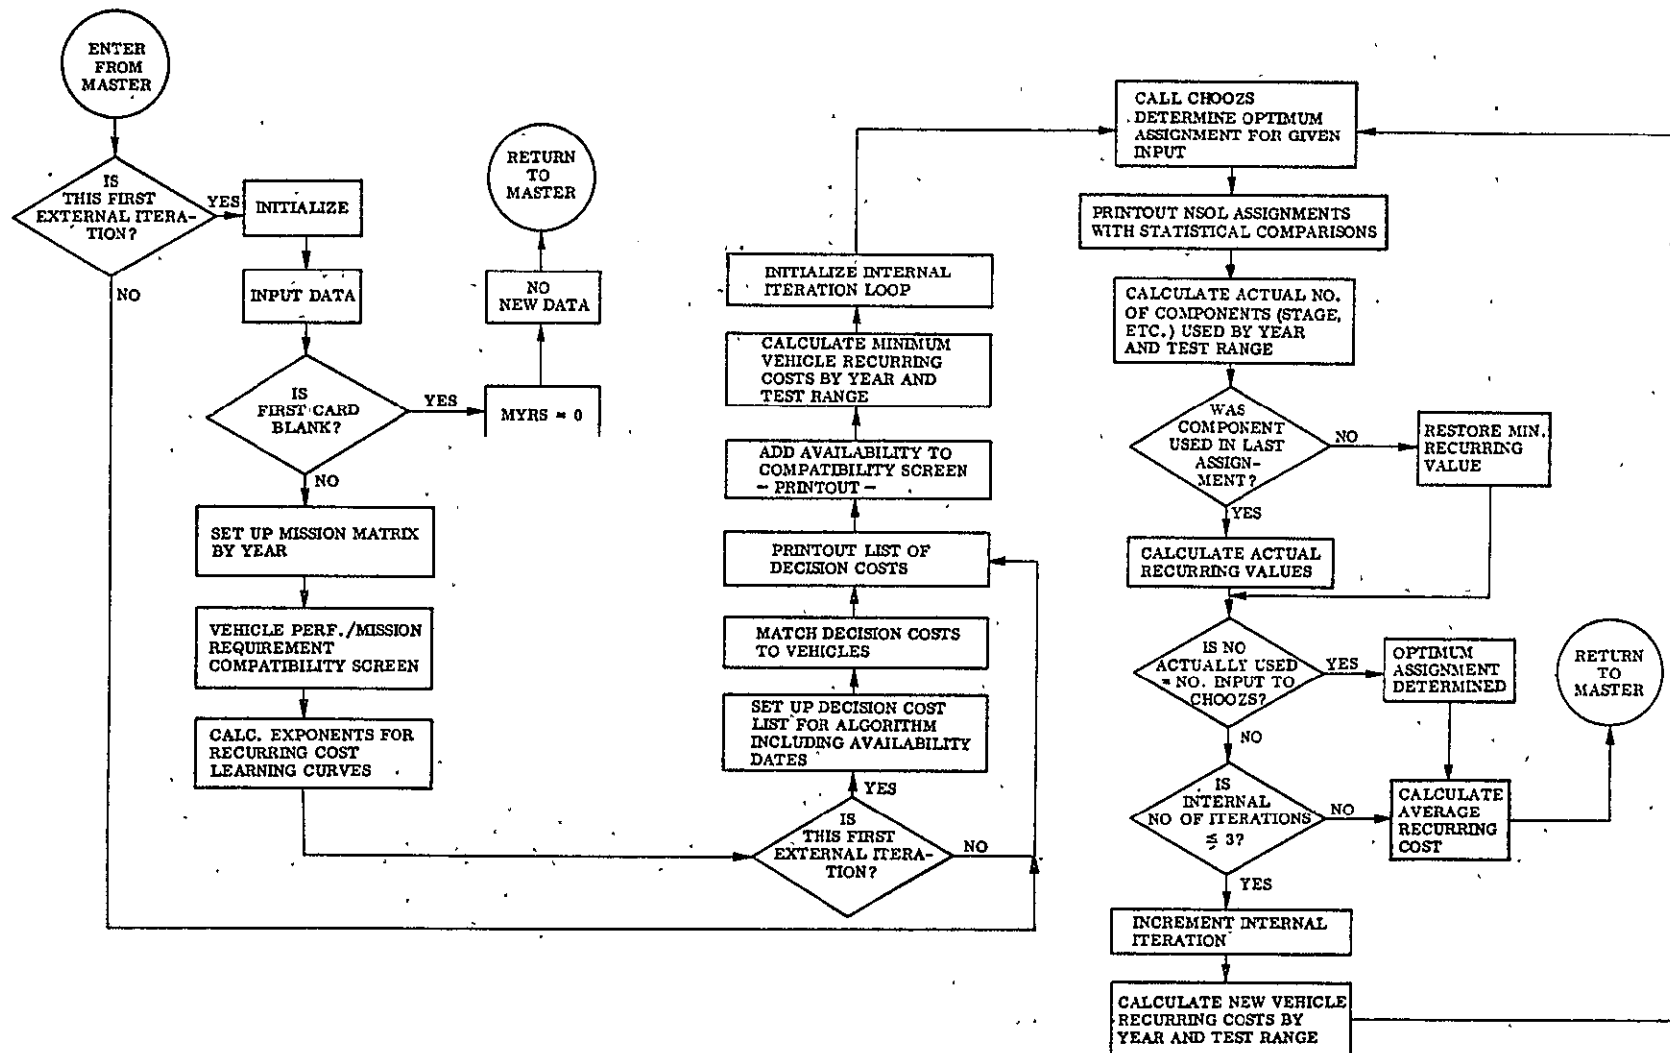 ENTER
FROM
MASTER
IS
THIS FIRST
EXTERNAL ITERA-
TION?
YES
NO
INITIALIZE
INPUT DATA
IS
FIRST CARD
BLANK?
YES
NO
MYRS = 0
NO
NEW DATA
RETURN
TO
MASTER
SET UP MISSION MATRIX
BY YEAR
VEHICLE PERF./MISSION
REQUIREMENT
COMPATIBILITY SCREEN
CALC. EXPONENTS FOR
RECURRING COST
LEARNING CURVES
IS
THIS FIRST
EXTERNAL ITERA-
TION?
YES
NO
SET UP DECISION COST
LIST FOR ALGORITHM
INCLUDING AVAILABILITY
DATES
MATCH DECISION COSTS
TO VEHICLES
PRINTOUT LIST OF
DECISION COSTS
ADD AVAILABILITY TO
COMPATIBILITY SCREEN
- PRINTOUT -
CALCULATE MINIMUM
VEHICLE RECURRING
COSTS BY YEAR AND
TEST RANGE
INITIALIZE INTERNAL
ITERATION LOOP
CALL CHOOZS
DETERMINE OPTIMUM
ASSIGNMENT FOR GIVEN
INPUT
PRINTOUT NSOL ASSIGNMENTS
WITH STATISTICAL COMPARISONS
CALCULATE ACTUAL NO.
OF COMPONENTS (STAGE,
ETC.) USED BY YEAR
AND TEST RANGE
WAS
COMPONENT
USED IN LAST
ASSIGN-
MENT?
NO
YES
RESTORE MIN.
RECURRING
VALUE
CALCULATE ACTUAL
RECURRING VALUES
IS NO
ACTUALLY USED
= NO. INPUT TO
CHOOZS?
YES
NO
OPTIMUM
ASSIGNMENT
DETERMINED
RETURN
TO
MASTER
IS
INTERNAL
NO OF ITERATIONS
≤ 3?
NO
YES
CALCULATE
AVERAGE
RECURRING
COST
INCREMENT INTERNAL
ITERATION
CALCULATE NEW VEHICLE
RECURRING COSTS BY
YEAR AND TEST RANGE